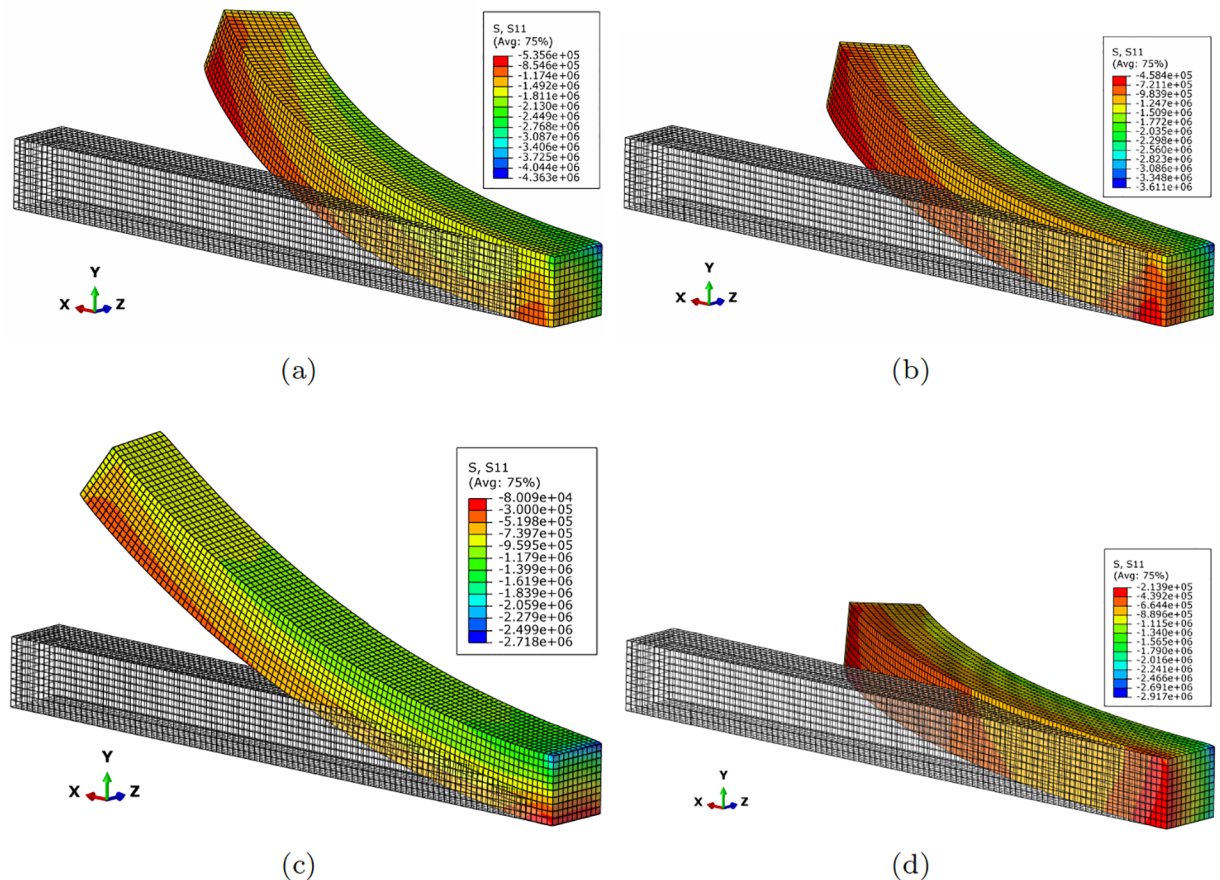 S, S11
(Avg: 75%)
-5.356e+05
-8.546e+05
-1.174e+06
-1.492e+06
-1.811e+06
-2.130e+06
-2.449e+06
-2.768e+06
-3.087e+06
-3.406e+06
-3.725e+06
-4.044e+06
-4.363e+06
Y
X
Z
(a)
S, S11
(Avg: 75%)
-4.584e+05
-7.211e+05
-9.839e+05
-1.247e+06
-1.509e+06
-1.772e+06
-2.035e+06
-2.298e+06
-2.560e+06
-2.823e+06
-3.086e+06
-3.348e+06
-3.611e+06
Y
X
Z
(b)
S, S11
(Avg: 75%)
-8.009e+04
-3.000e+05
-5.198e+05
-7.397e+05
-9.595e+05
-1.179e+06
-1.399e+06
-1.619e+06
-1.839e+06
-2.059e+06
-2.279e+06
-2.499e+06
-2.718e+06
Y
X
Z
(c)
S, S11
(Avg: 75%)
-2.139e+05
-4.392e+05
-6.644e+05
-8.896e+05
-1.115e+06
-1.340e+06
-1.565e+06
-1.790e+06
-2.016e+06
-2.241e+06
-2.466e+06
-2.691e+06
-2.917e+06
Y
X
Z
(d)